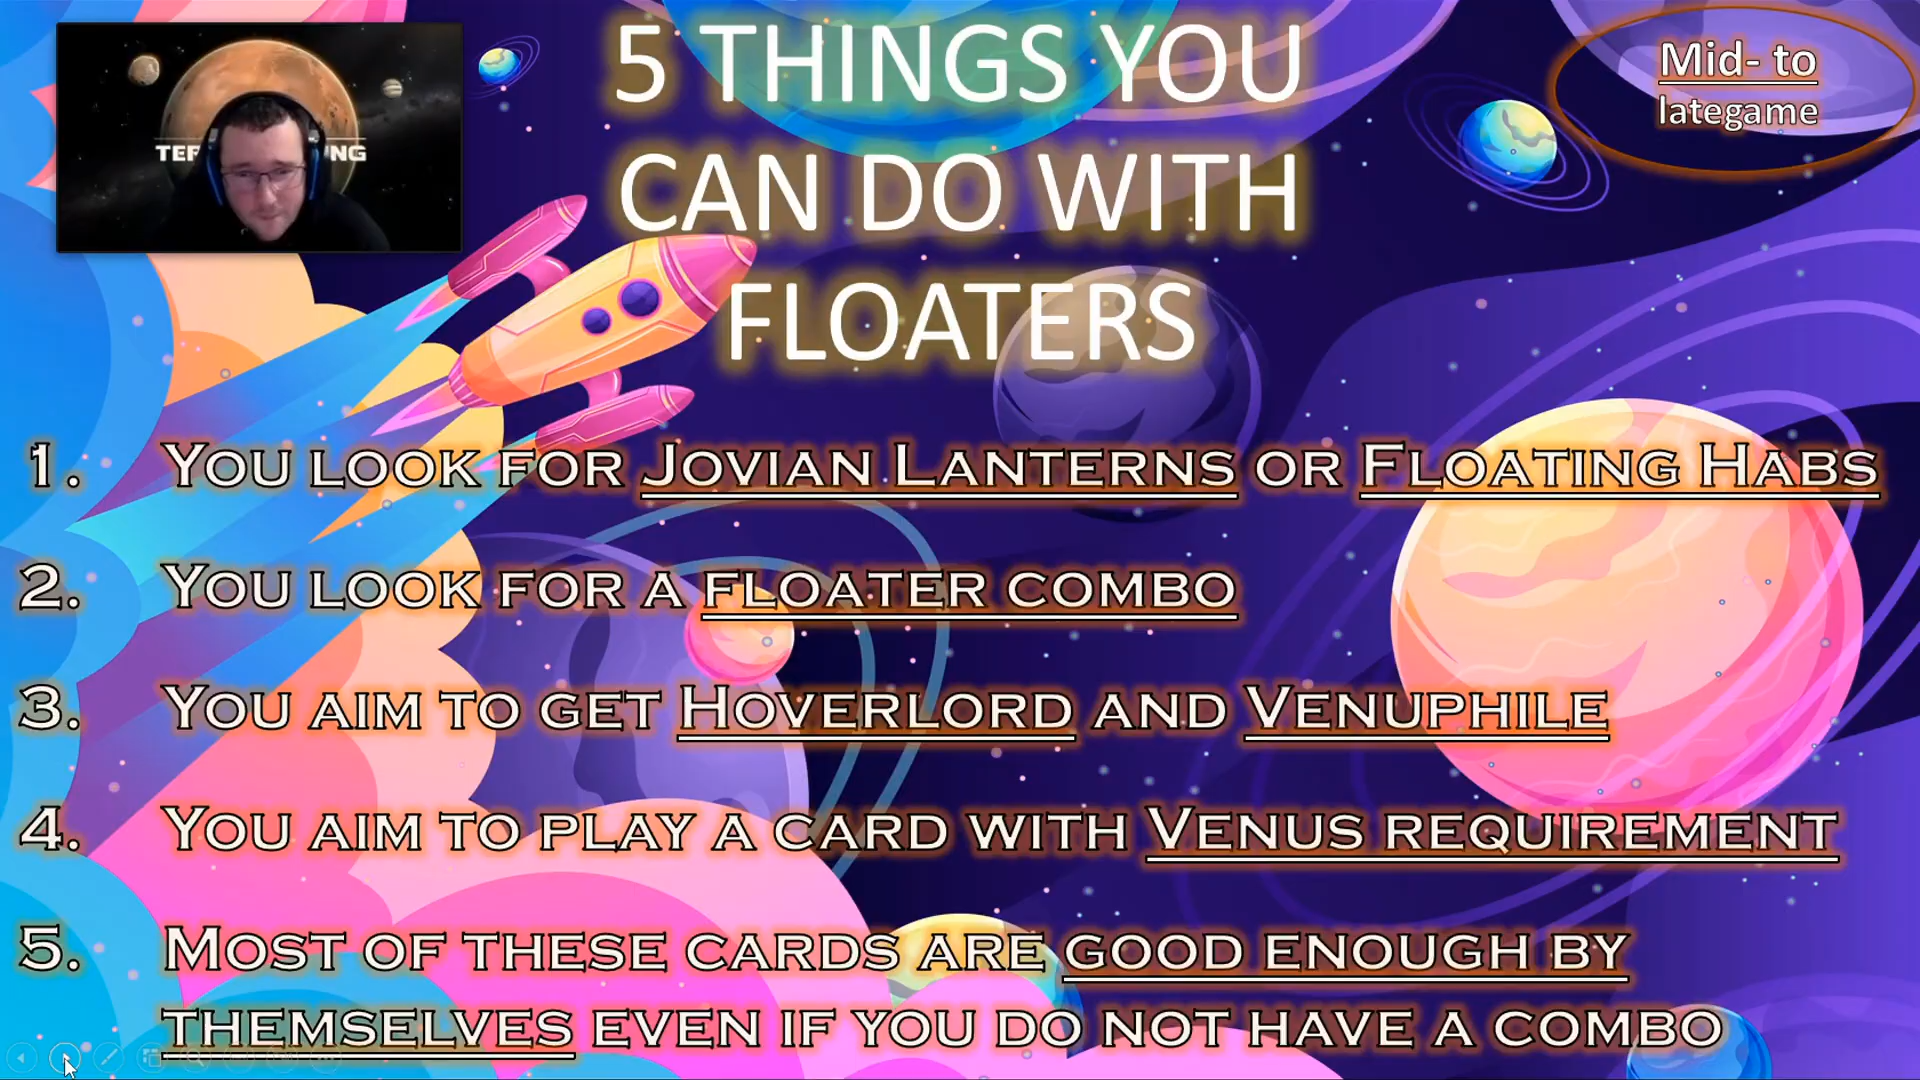 5 THINGS YOU
CAN DO WITH
FLOATERS
Mid- to
lategame
1. YOU LOOK FOR JOVIAN LANTERNS OR FLOATING HABS
2. YOU LOOK FOR A FLOATER COMBO
3. YOU AIM TO GET HOVERLORD AND VENUPHILE
4. YOU AIM TO PLAY A CARD WITH VENUS REQUIREMENT
5. MOST OF THESE CARDS ARE GOOD ENOUGH BY
THEMSELVES EVEN IF YOU DO NOT HAVE A COMBO